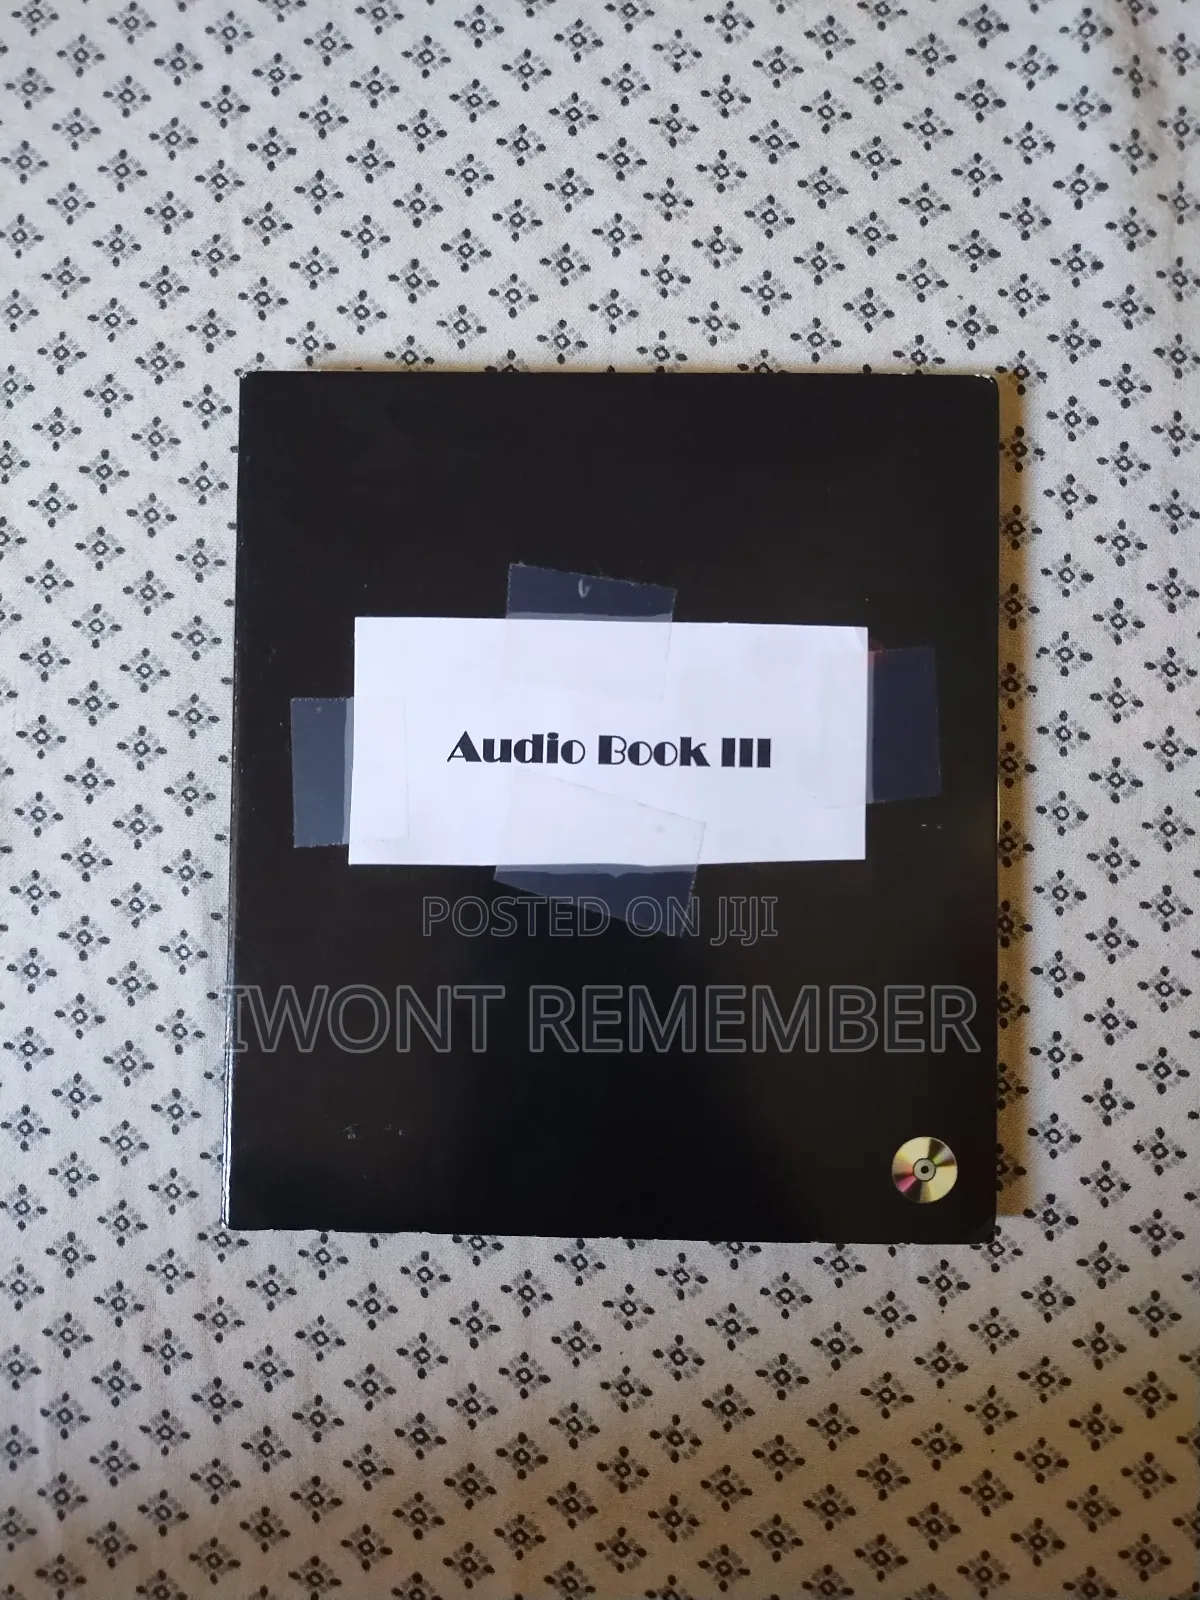 Audio Book III
POSTED ON JIJI
IWONT REMEMBER